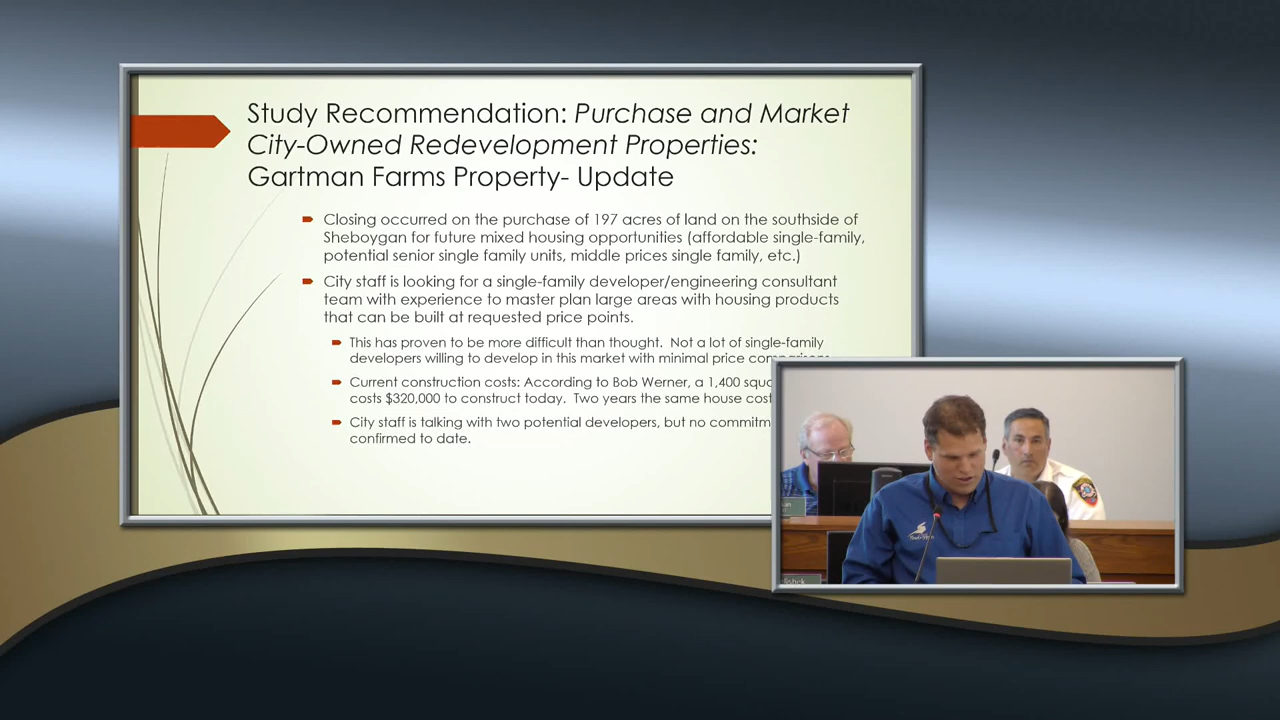 Study Recommendation: Purchase and Market
City-Owned Redevelopment Properties:
Gartman Farms Property- Update
Closing occurred on the purchase of 197 acres of land on the southside of
Sheboygan for future mixed housing opportunities (affordable single-family,
potential senior single family units, middle prices single family, etc.)
City staff is looking for a single-family developer/engineering consultant
team with experience to master plan large areas with housing products
that can be built at requested price points.
This has proven to be more difficult than thought. Not a lot of single-family
developers willing to develop in this market with minimal price
Current construction costs: According to Bob Werner, a 1,400
costs $320,000 to construct today. Two years the same house
City staff is talking with two potential developers, but no
confirmed to date.